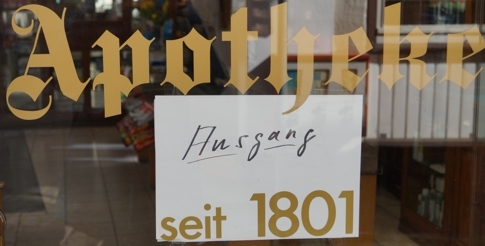 Apotheke
Ausgang
seit 1801